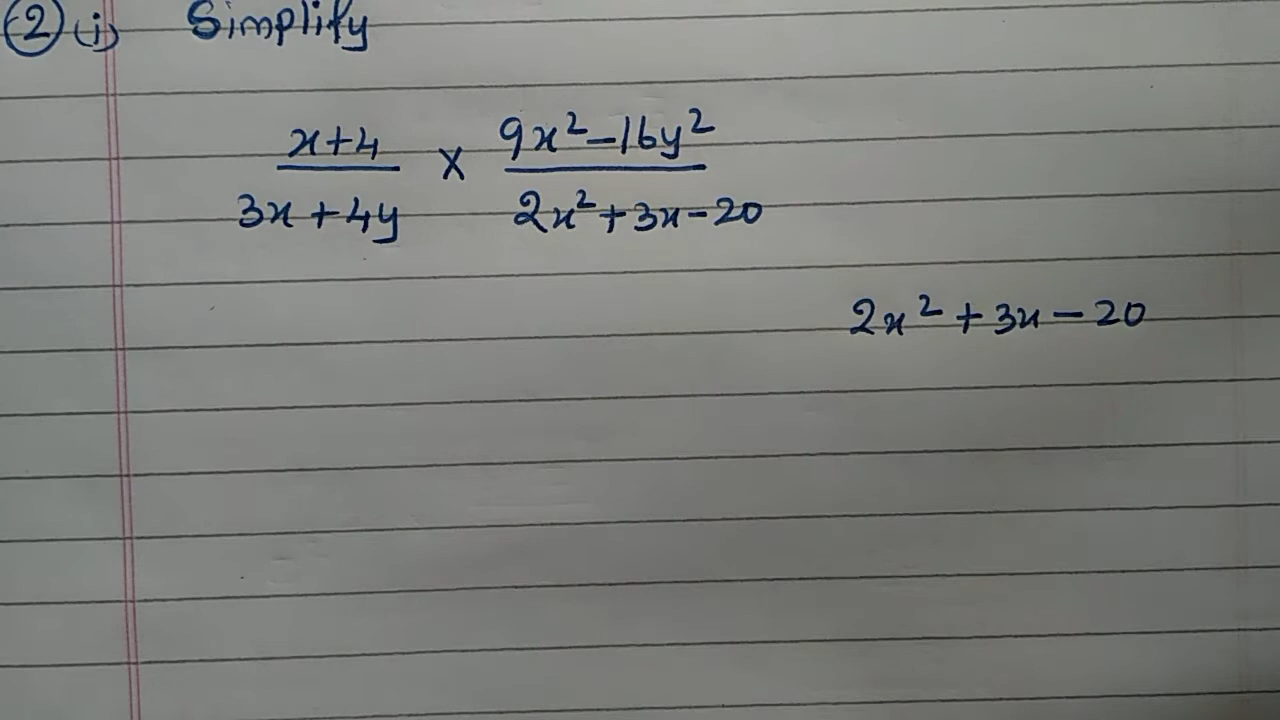 ② (i) Simplify
x+4 × 9x²-16y²
3x+4y 2x²+3x-20
2x²+3x-20